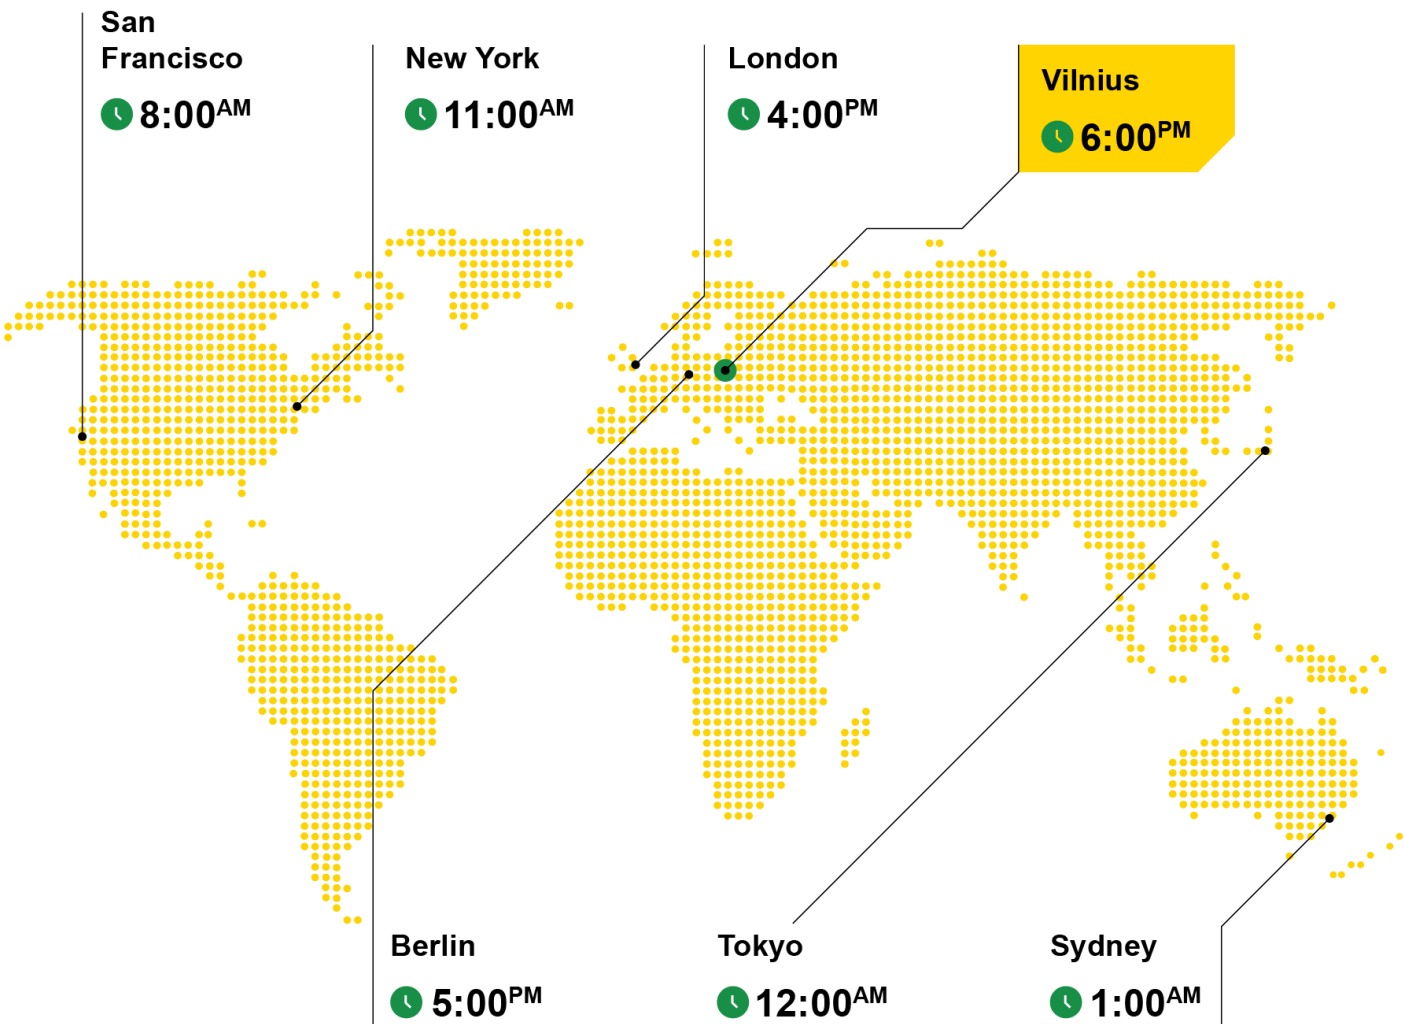 San
Francisco
8:00AM
New York
11:00AM
London
4:00PM
Vilnius
6:00PM
Berlin
5:00PM
Tokyo
12:00AM
Sydney
1:00AM